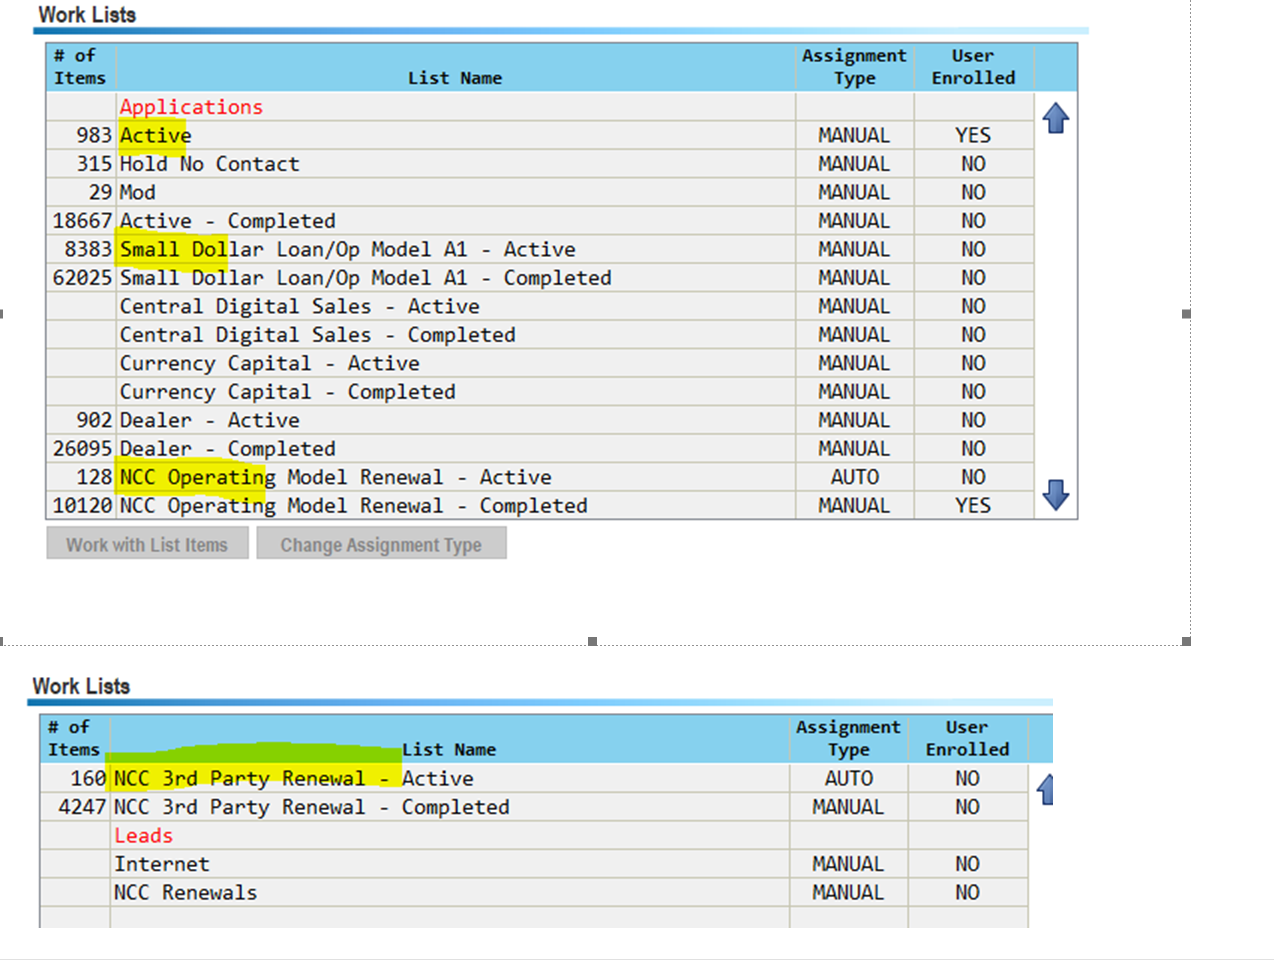 Work Lists
# of Items List Name Assignment Type User Enrolled
Applications
983 Active MANUAL YES
315 Hold No Contact MANUAL NO
29 Mod MANUAL NO
18667 Active - Completed MANUAL NO
8383 Small Dollar Loan/Op Model A1 - Active MANUAL NO
62025 Small Dollar Loan/Op Model A1 - Completed MANUAL NO
Central Digital Sales - Active MANUAL NO
Central Digital Sales - Completed MANUAL NO
Currency Capital - Active MANUAL NO
Currency Capital - Completed MANUAL NO
902 Dealer - Active MANUAL NO
26095 Dealer - Completed MANUAL NO
128 NCC Operating Model Renewal - Active AUTO NO
10120 NCC Operating Model Renewal - Completed MANUAL YES
Work with List Items Change Assignment Type
Work Lists
# of Items List Name Assignment Type User Enrolled
160 NCC 3rd Party Renewal - Active AUTO NO
4247 NCC 3rd Party Renewal - Completed MANUAL NO
Leads
Internet MANUAL NO
NCC Renewals MANUAL NO